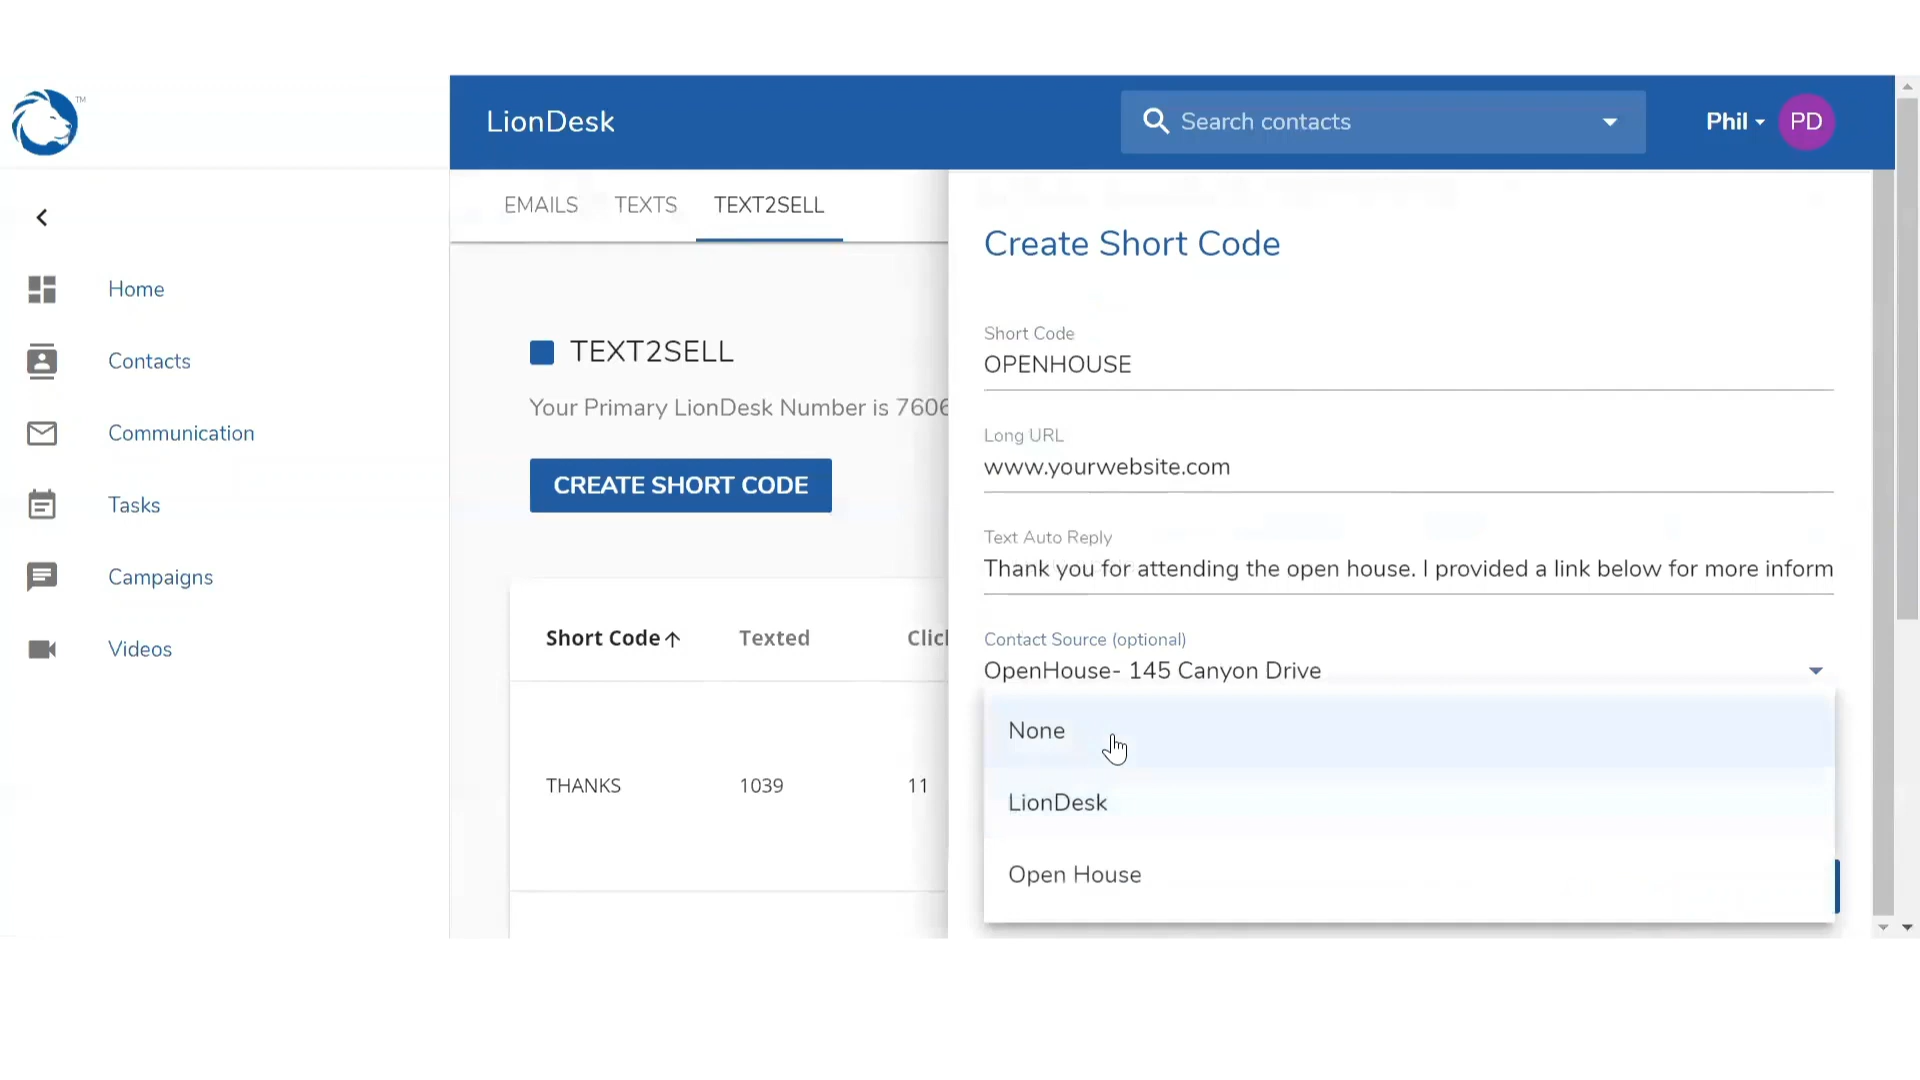 TM
LionDesk
Search contacts
Phil
PD
Home
Contacts
Communication
Tasks
Campaigns
Videos
EMAILS TEXTS TEXT2SELL
TEXT2SELL
Your Primary LionDesk Number is 7606
CREATE SHORT CODE
Short Code Texted Clic
THANKS 1039 11
Create Short Code
Short Code
OPENHOUSE
Long URL
www.yourwebsite.com
Text Auto Reply
Thank you for attending the open house. I provided a link below for more inform
Contact Source (optional)
OpenHouse- 145 Canyon Drive
None
LionDesk
Open House